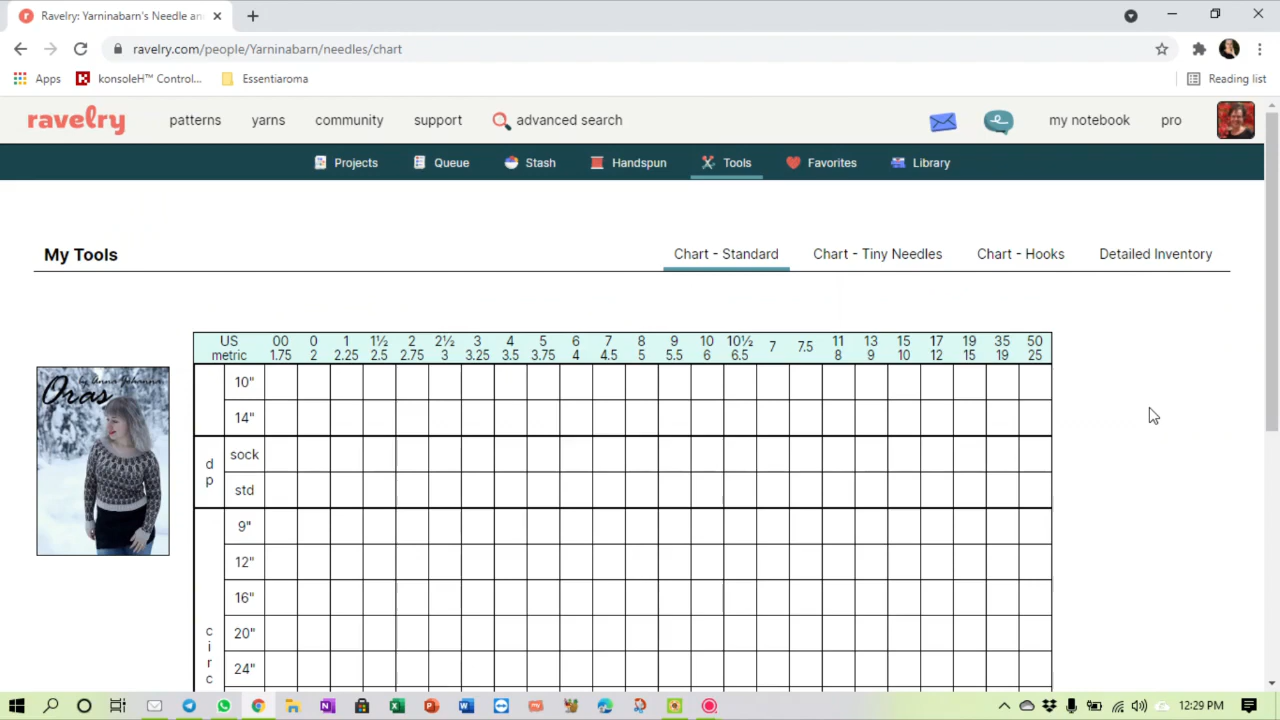 Ravelry: Yarninabarn's Needle an
ravelry.com/people/Yarninabarn/needles/chart
Apps
konsoleH™ Control...
Essentiaroma
Reading list
ravelry
patterns
yarns
community
support
advanced search
my notebook
pro
Projects
Queue
Stash
Handspun
Tools
Favorites
Library
My Tools
Chart - Standard
Chart - Tiny Needles
Chart - Hooks
Detailed Inventory
US 00 0 1 1½ 2 2½ 3 4 5 6 7 8 9 10 10½ 7 7.5 11 13 15 17 19 35 50
metric 1.75 2 2.25 2.5 2.75 3 3.25 3.5 3.75 4 4.5 5 5.5 6 6.5 8 9 10 12 15 19 25
10"
14"
dp
sock
std
9"
12"
16"
20"
24"
circ
by Anna Johanna
Oras
12:29 PM